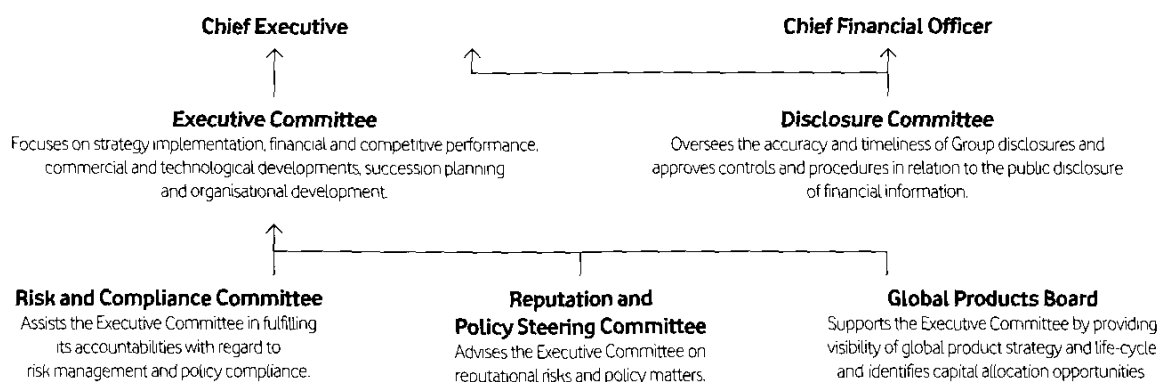 Chief Executive
Chief Financial Officer
Executive Committee
Focuses on strategy implementation, financial and competitive performance,
commercial and technological developments, succession planning
and organisational development.
Disclosure Committee
Oversees the accuracy and timeliness of Group disclosures and
approves controls and procedures in relation to the public disclosure
of financial information.
Risk and Compliance Committee
Assists the Executive Committee in fulfilling
its accountabilities with regard to
risk management and policy compliance.
Reputation and
Policy Steering Committee
Advises the Executive Committee on
reputational risks and policy matters.
Global Products Board
Supports the Executive Committee by providing
visibility of global product strategy and life-cycle
and identifies capital allocation opportunities